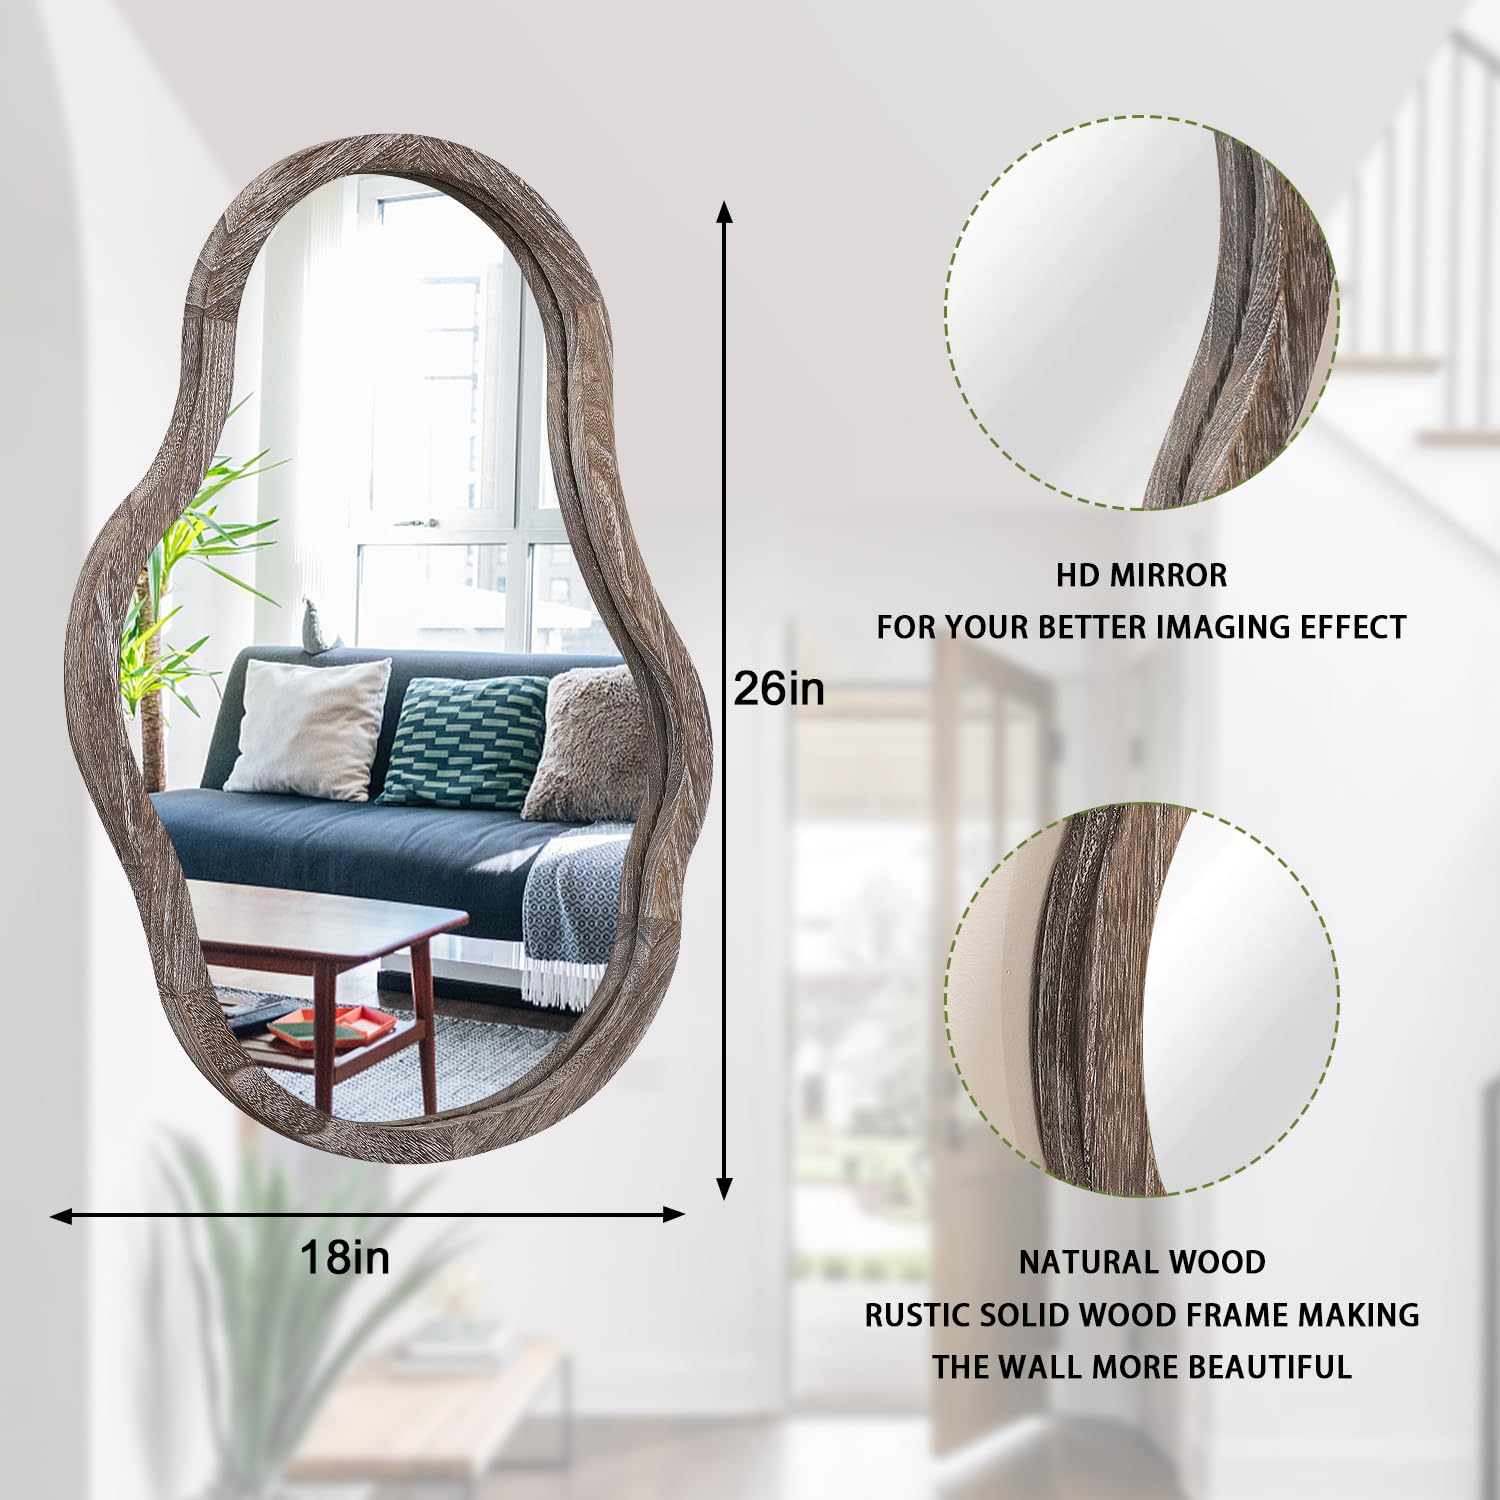 26in
18in
HD MIRROR
FOR YOUR BETTER IMAGING EFFECT
NATURAL WOOD
RUSTIC SOLID WOOD FRAME MAKING
THE WALL MORE BEAUTIFUL